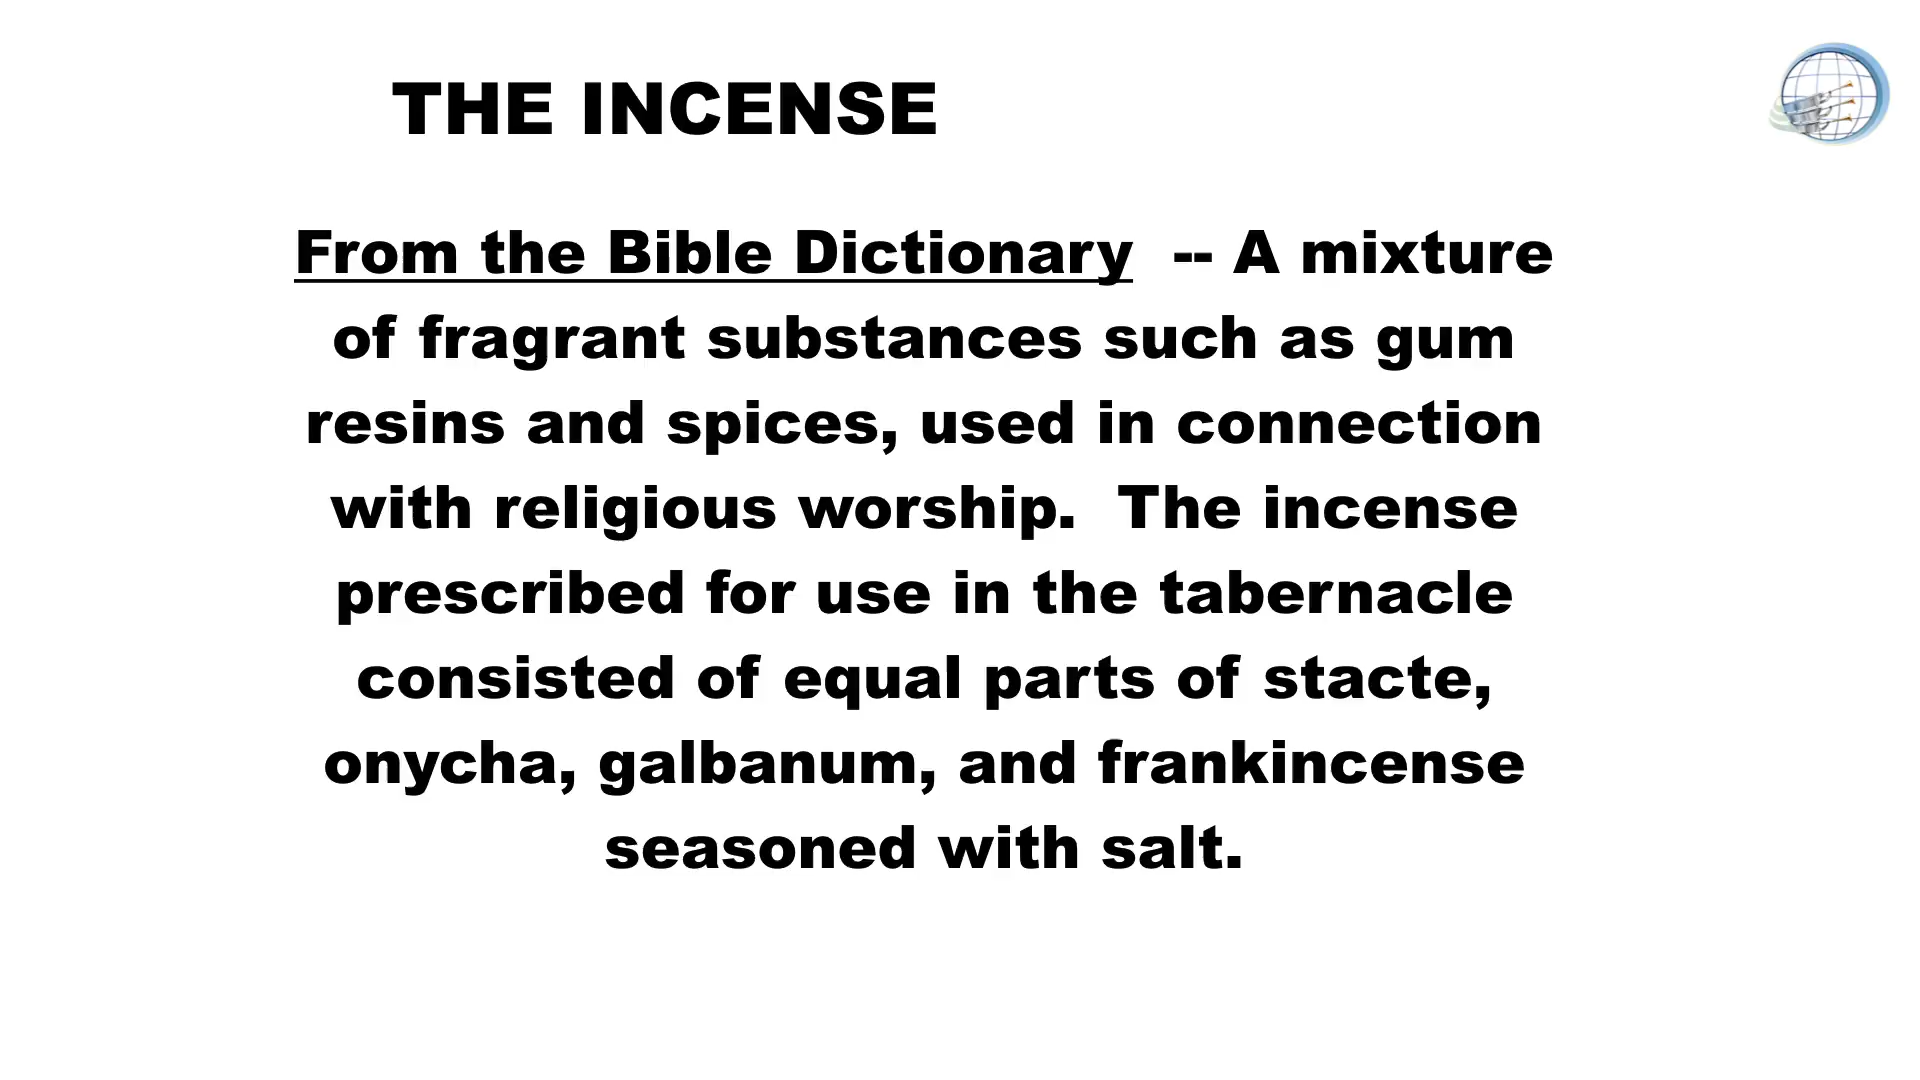 THE INCENSE
From the Bible Dictionary  -- A mixture
of fragrant substances such as gum
resins and spices, used in connection
with religious worship.  The incense
prescribed for use in the tabernacle
consisted of equal parts of stacte,
onycha, galbanum, and frankincense
seasoned with salt.